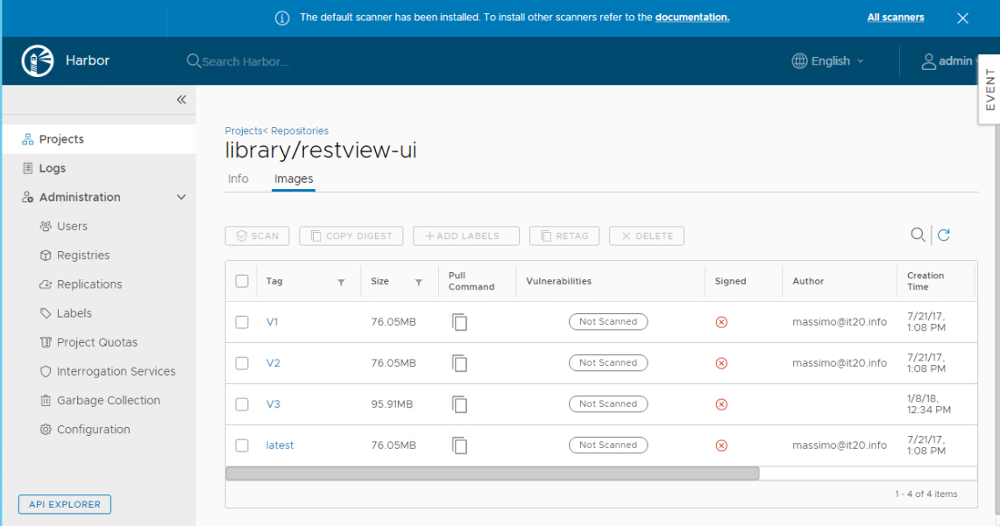 The default scanner has been installed. To install other scanners refer to the documentation.
All scanners
Harbor
Search Harbor...
English
admin
EVENT
Projects
Logs
Administration
Users
Registries
Replications
Labels
Project Quotas
Interrogation Services
Garbage Collection
Configuration
API EXPLORER
Projects< Repositories
library/restview-ui
Info Images
SCAN COPY DIGEST +ADD LABELS RETAG DELETE
Tag Size Pull Command Vulnerabilities Signed Author Creation Time
V1 76.05MB Not Scanned massimo@it20.info 7/21/17, 1:08 PM
V2 76.05MB Not Scanned massimo@it20.info 7/21/17, 1:08 PM
V3 95.91MB Not Scanned 1/8/18, 12:34 PM
latest 76.05MB Not Scanned massimo@it20.info 7/21/17, 1:08 PM
1 - 4 of 4 items